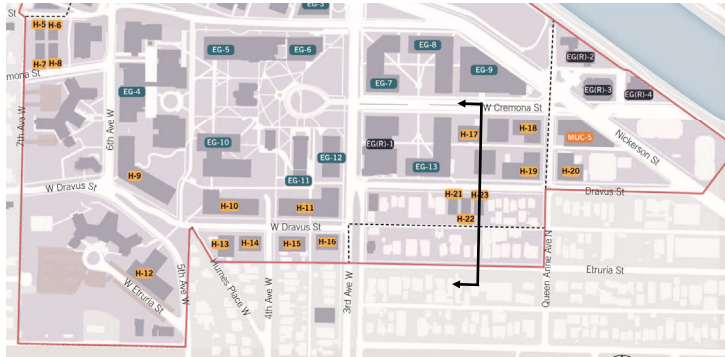 St
H-5 H-6
EG-3
EG-8
EG-5
EG-6
EG(R)-2
H-7 H-8
EG-9
mona St
EG-7
EG-4
EG(R)-3
EG(R)-4
W Cremona St
7th Ave W
6th Ave W
H-17
H-18
Nickerson St
MUC-5
EG-10
EG(R)-1
EG-12
EG-13
H-9
EG-11
H-19
H-20
W Dravus St
Dravus St
H-21
H-23
H-10
H-11
H-22
W Dravus St
H-13
H-14
H-15
H-16
H-12
W Etruria St
5th Ave W
Humes Place W
4th Ave W
3rd Ave W
Queen Anne Ave N
Etruria St